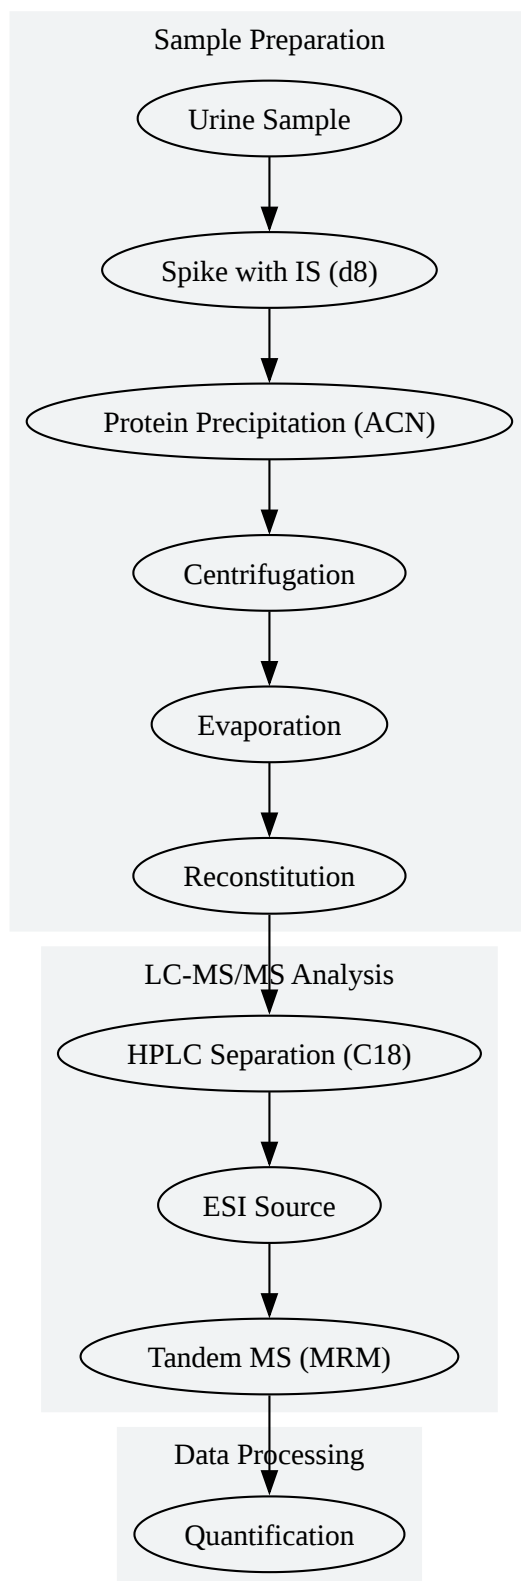 Sample Preparation
Urine Sample
Spike with IS (d8)
Protein Precipitation (ACN)
Centrifugation
Evaporation
Reconstitution
LC-MS/MS Analysis
HPLC Separation (C18)
ESI Source
Tandem MS (MRM)
Data Processing
Quantification